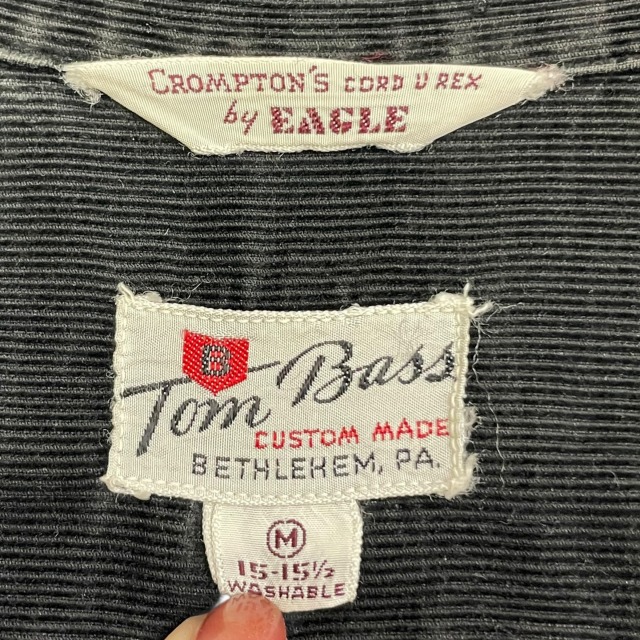 CROMPTON'S CORD U REX
by EAGLE
B
Tom Bass
CUSTOM MADE
BETHLEHEM, PA.
M
15-15½
WASHABLE